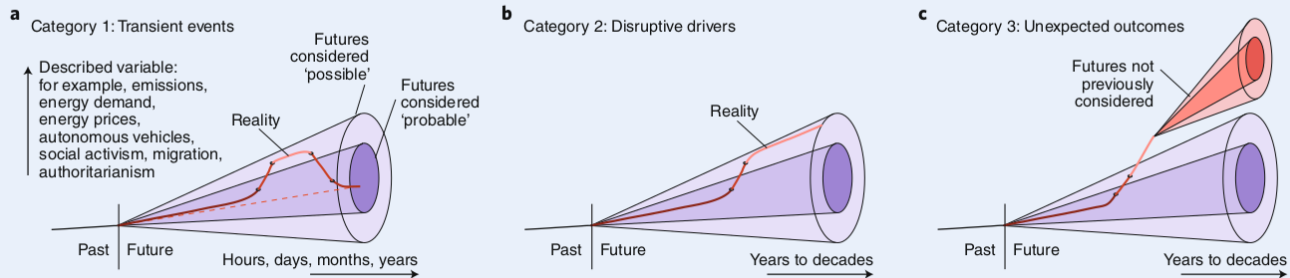 a
Category 1: Transient events
Described variable:
for example, emissions,
energy demand,
energy prices,
autonomous vehicles,
social activism, migration,
authoritarianism
Futures
considered
‘possible’
Futures
considered
‘probable’
Reality
Past
Future
Hours, days, months, years
b
Category 2: Disruptive drivers
Reality
Past
Future
Years to decades
c
Category 3: Unexpected outcomes
Futures not
previously
considered
Past
Future
Years to decades